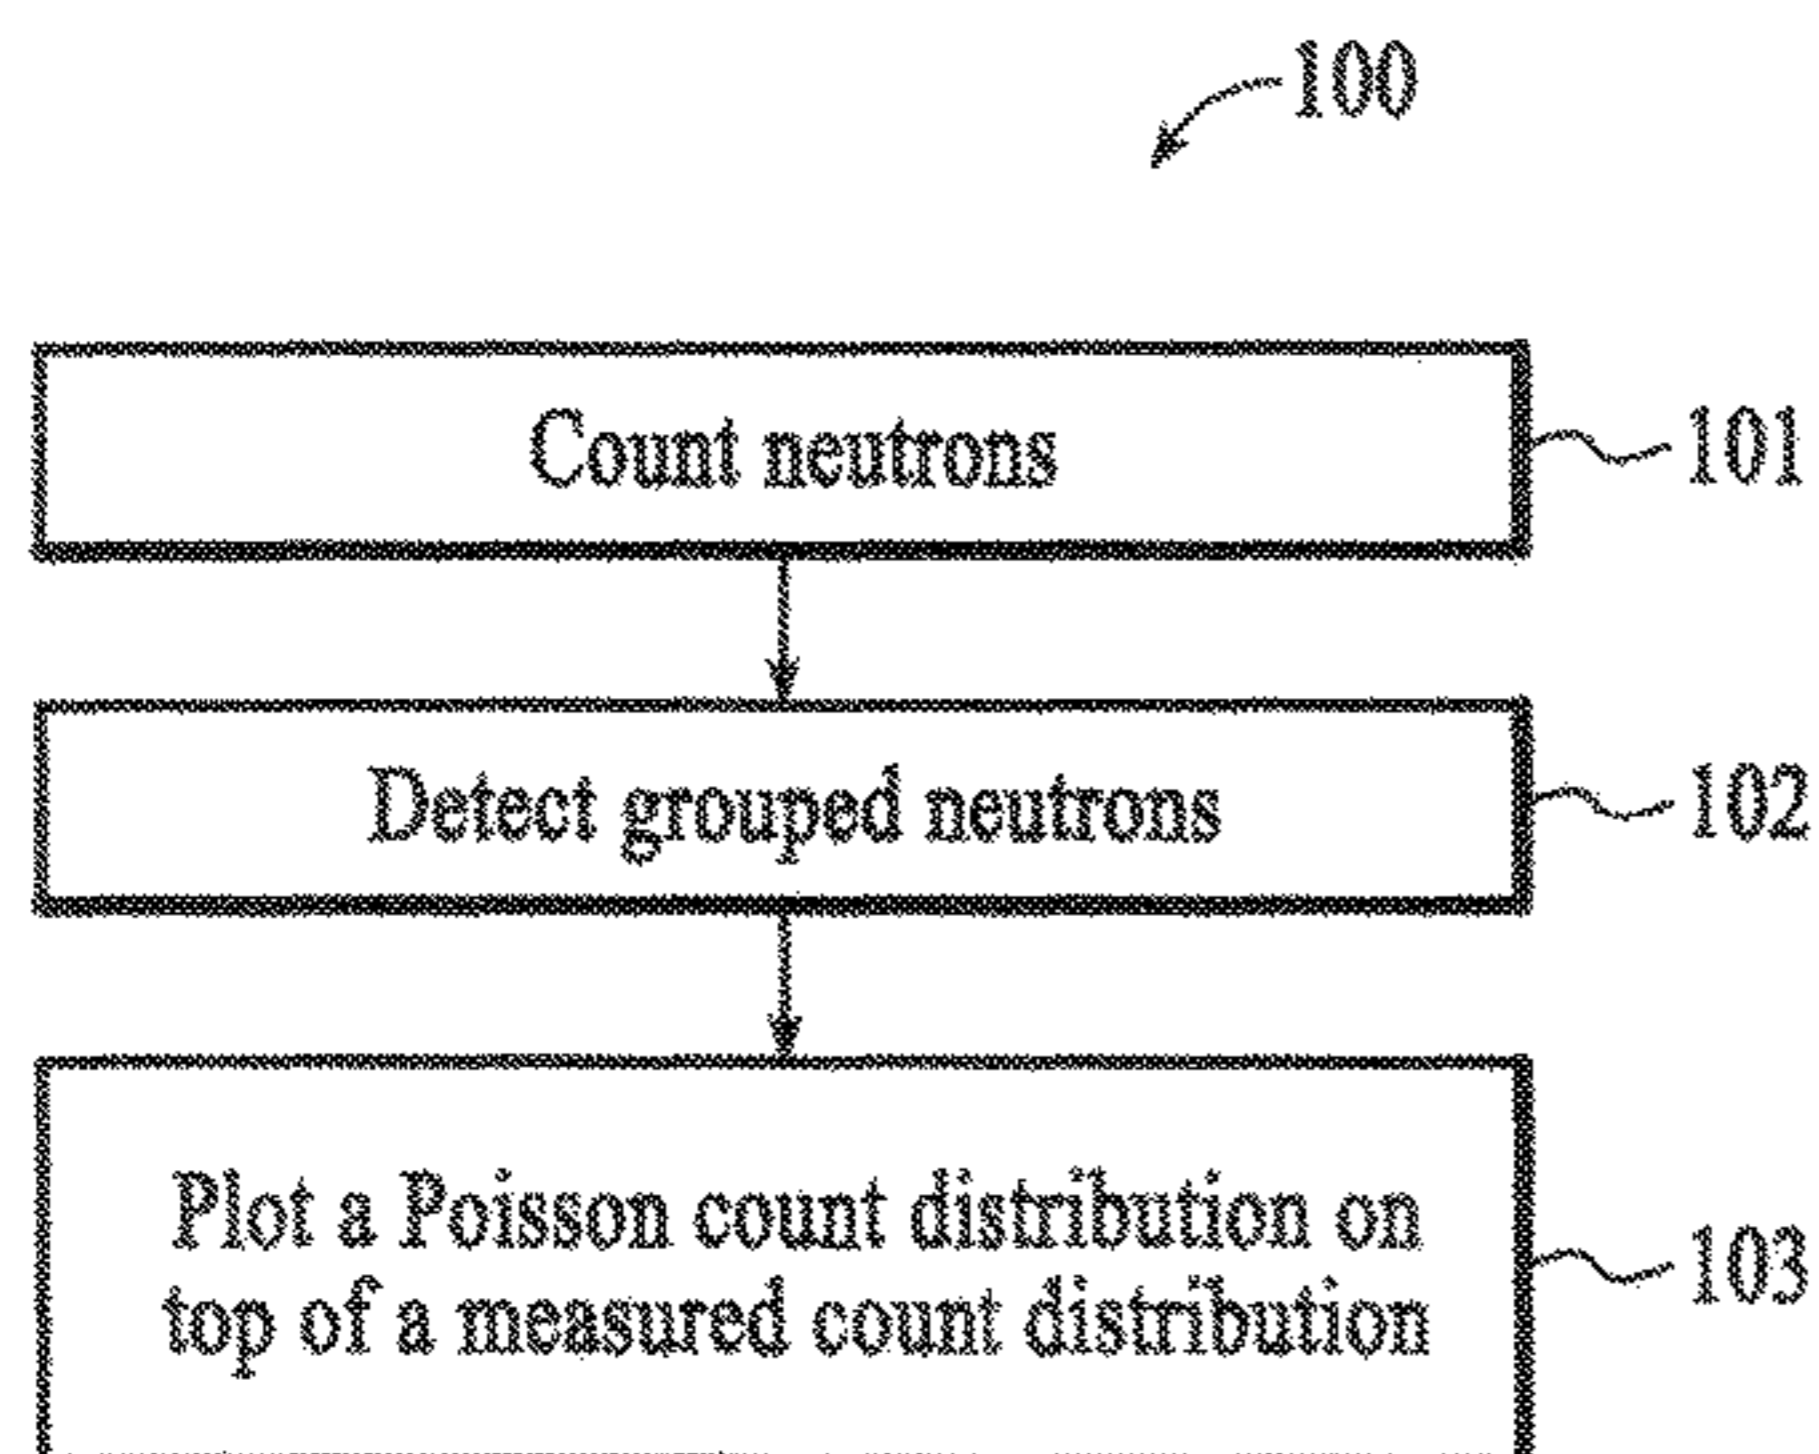 100
Count neutrons
101
Detect grouped neutrons
102
Plot a Poisson count distribution on
top of a measured count distribution
103